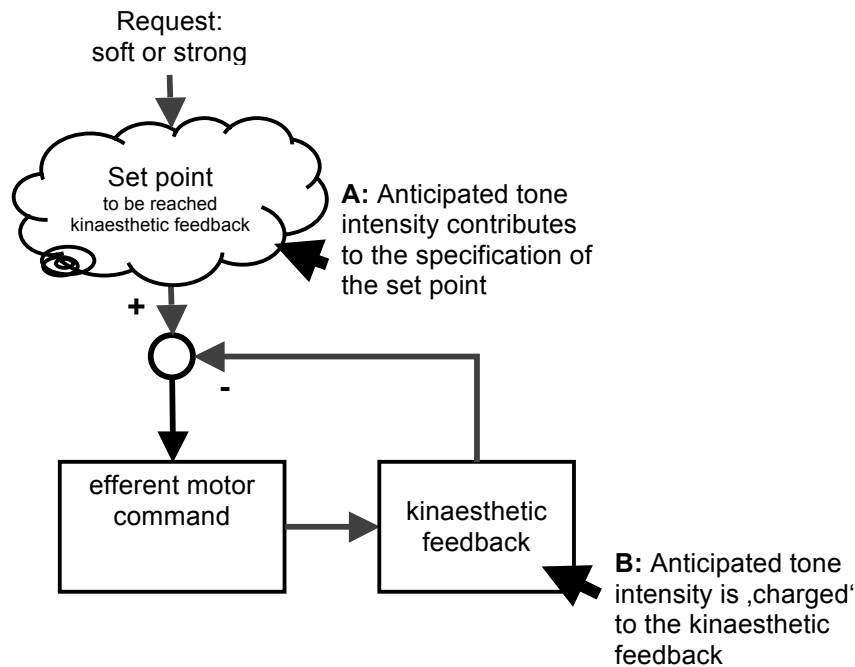 Request:
soft or strong
Set point
to be reached
kinaesthetic feedback
A: Anticipated tone
intensity contributes
to the specification of
the set point
+
-
efferent motor
command
kinaesthetic
feedback
B: Anticipated tone
intensity is ‚charged‘
to the kinaesthetic
feedback